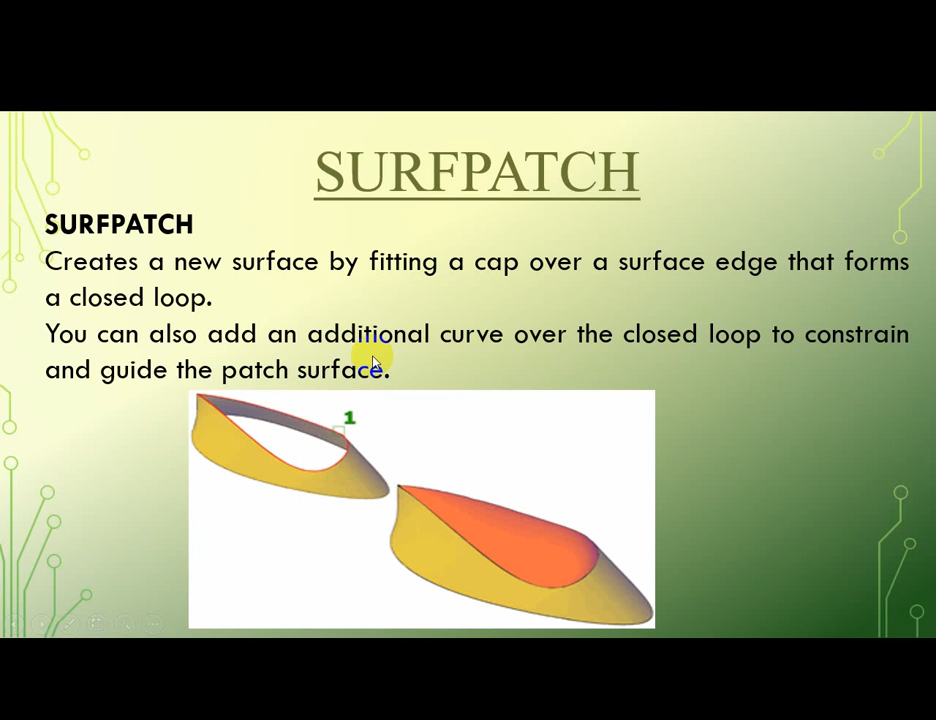 SURFPATCH
SURFPATCH
Creates a new surface by fitting a cap over a surface edge that forms
a closed loop.
You can also add an additional curve over the closed loop to constrain
and guide the patch surface.
1